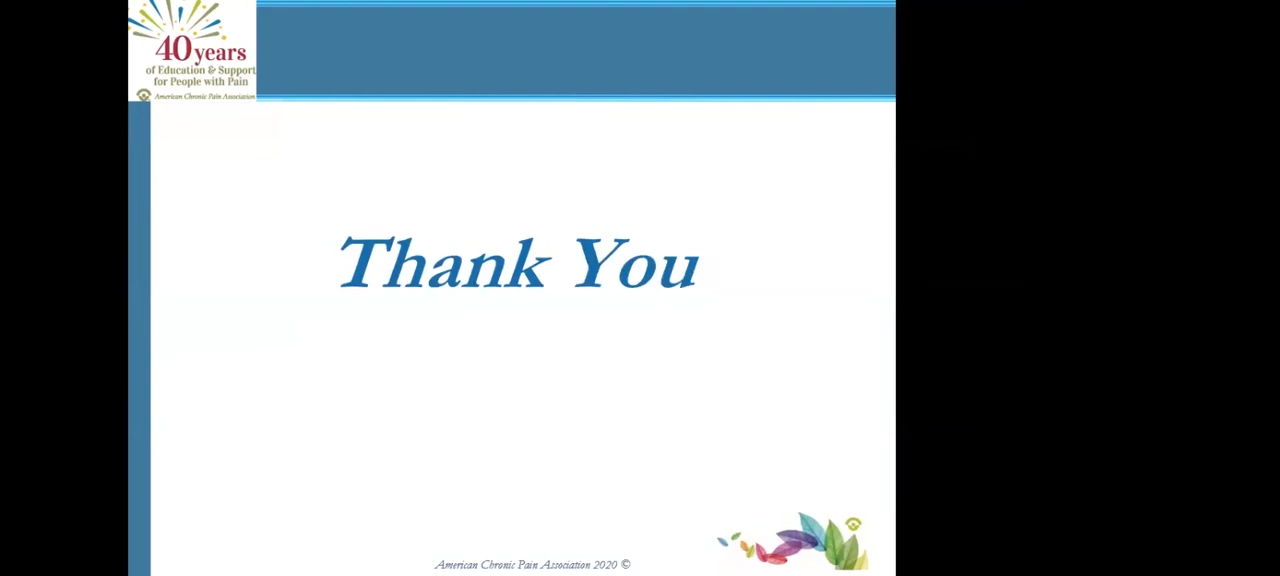 40 years
of Education & Support
for People with Pain
American Chronic Pain Association
Thank You
American Chronic Pain Association 2020 ©